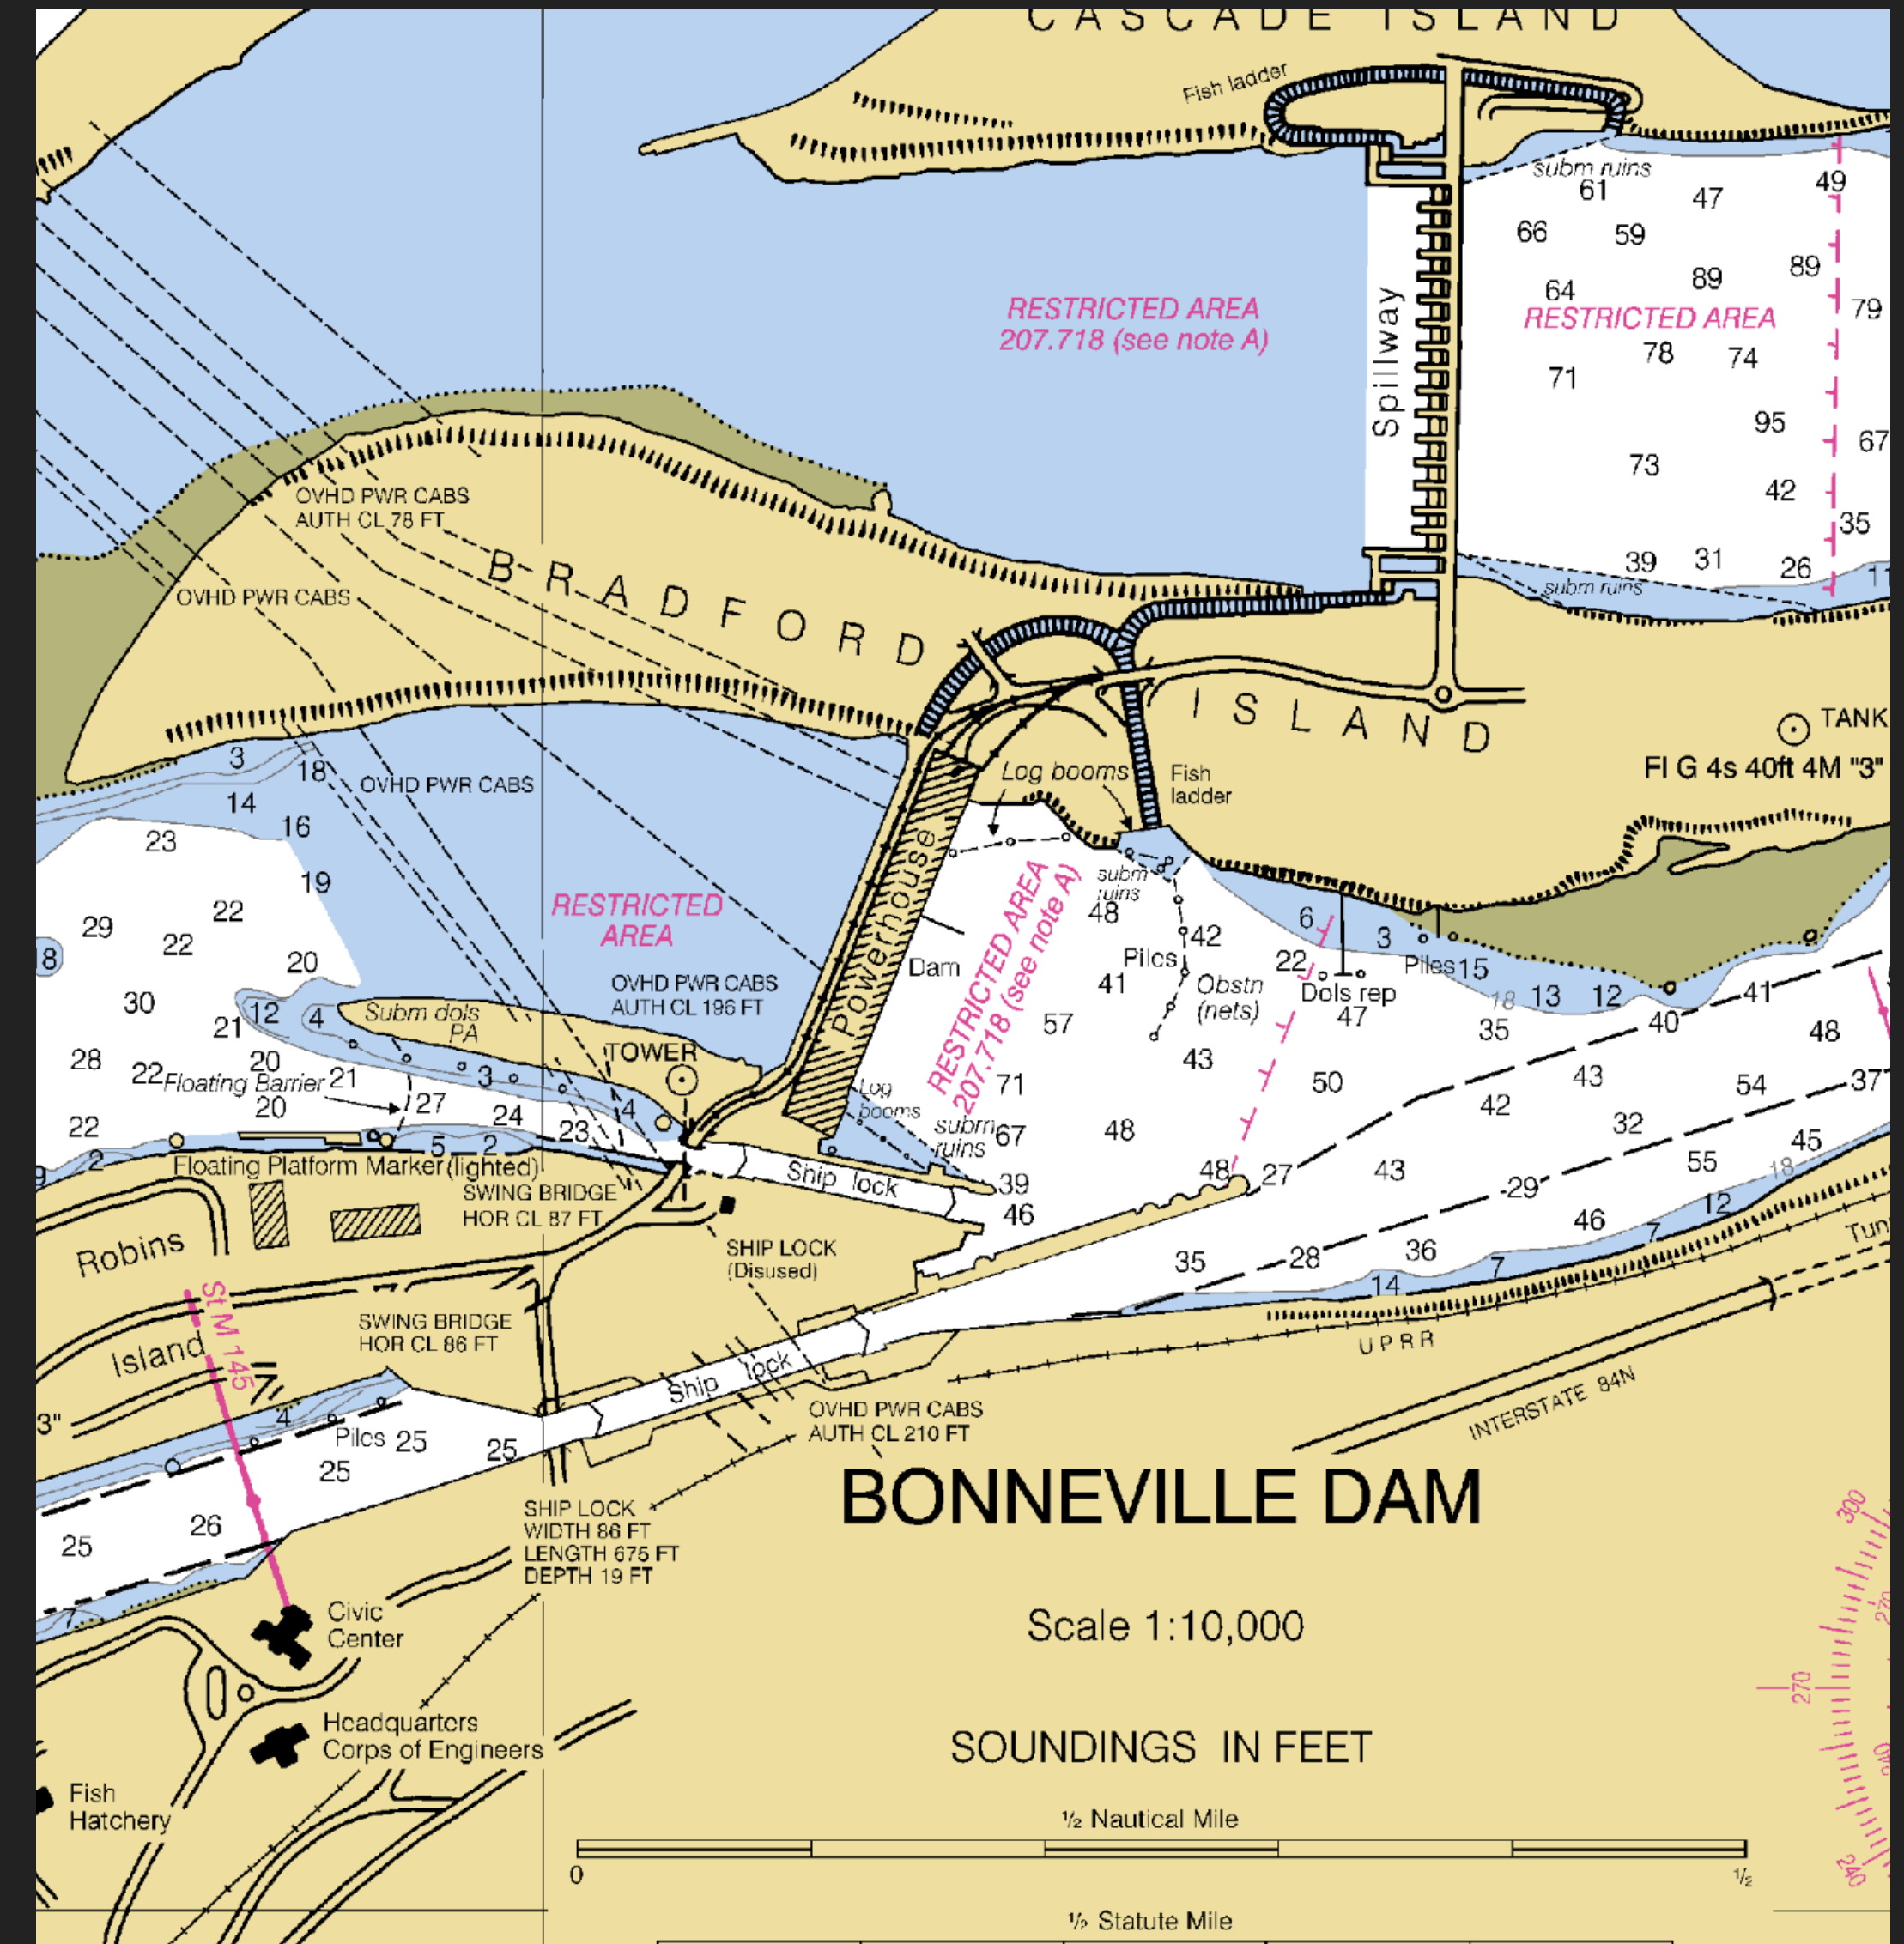 CASCADE ISLAND
Fish ladder
subm ruins
61
47
49
66
59
89
89
64
79
RESTRICTED AREA
207.718 (see note A)
RESTRICTED AREA
Spillway
78
74
71
95
67
73
42
35
39
31
26
11
subm ruins
OVHD PWR CABS
AUTH CL 78 FT
OVHD PWR CABS
BRADFORD
ISLAND
TANK
Fl G 4s 40ft 4M "3"
3
18
OVHD PWR CABS
14
16
23
19
22
29
22
8
20
30
12
4
21
28
22
20
21
Floating Barrier
20
27
24
23
22
5
2
2
9
3
4
Subm dols
PA
TOWER
RESTRICTED
AREA
OVHD PWR CABS
AUTH CL 196 FT
Powerhouse
Log booms
Fish
ladder
Dam
RESTRICTED AREA
207.718 (see note A)
subm
ruins
48
42
Piles
41
Obstn
(nets)
57
43
71
48
67
Log
booms
subm
ruins
39
46
6
22
3
Piles
15
Dols rep
47
18
13
12
35
40
41
48
50
43
54
37
42
32
45
48
27
43
55
18
29
12
46
7
35
28
36
7
14
Floating Platform Marker (lighted)
SWING BRIDGE
HOR CL 87 FT
Ship lock
SHIP LOCK
(Disused)
Robins
Island
St M 145
SWING BRIDGE
HOR CL 86 FT
Ship lock
UPRR
Tun
INTERSTATE 84N
3"
4
Piles
25
25
25
26
25
7
OVHD PWR CABS
AUTH CL 210 FT
SHIP LOCK
WIDTH 86 FT
LENGTH 675 FT
DEPTH 19 FT
BONNEVILLE DAM
Scale 1:10,000
SOUNDINGS IN FEET
Civic
Center
Headquarters
Corps of Engineers
Fish
Hatchery
300
270
270
240
½ Nautical Mile
0
½
½ Statute Mile